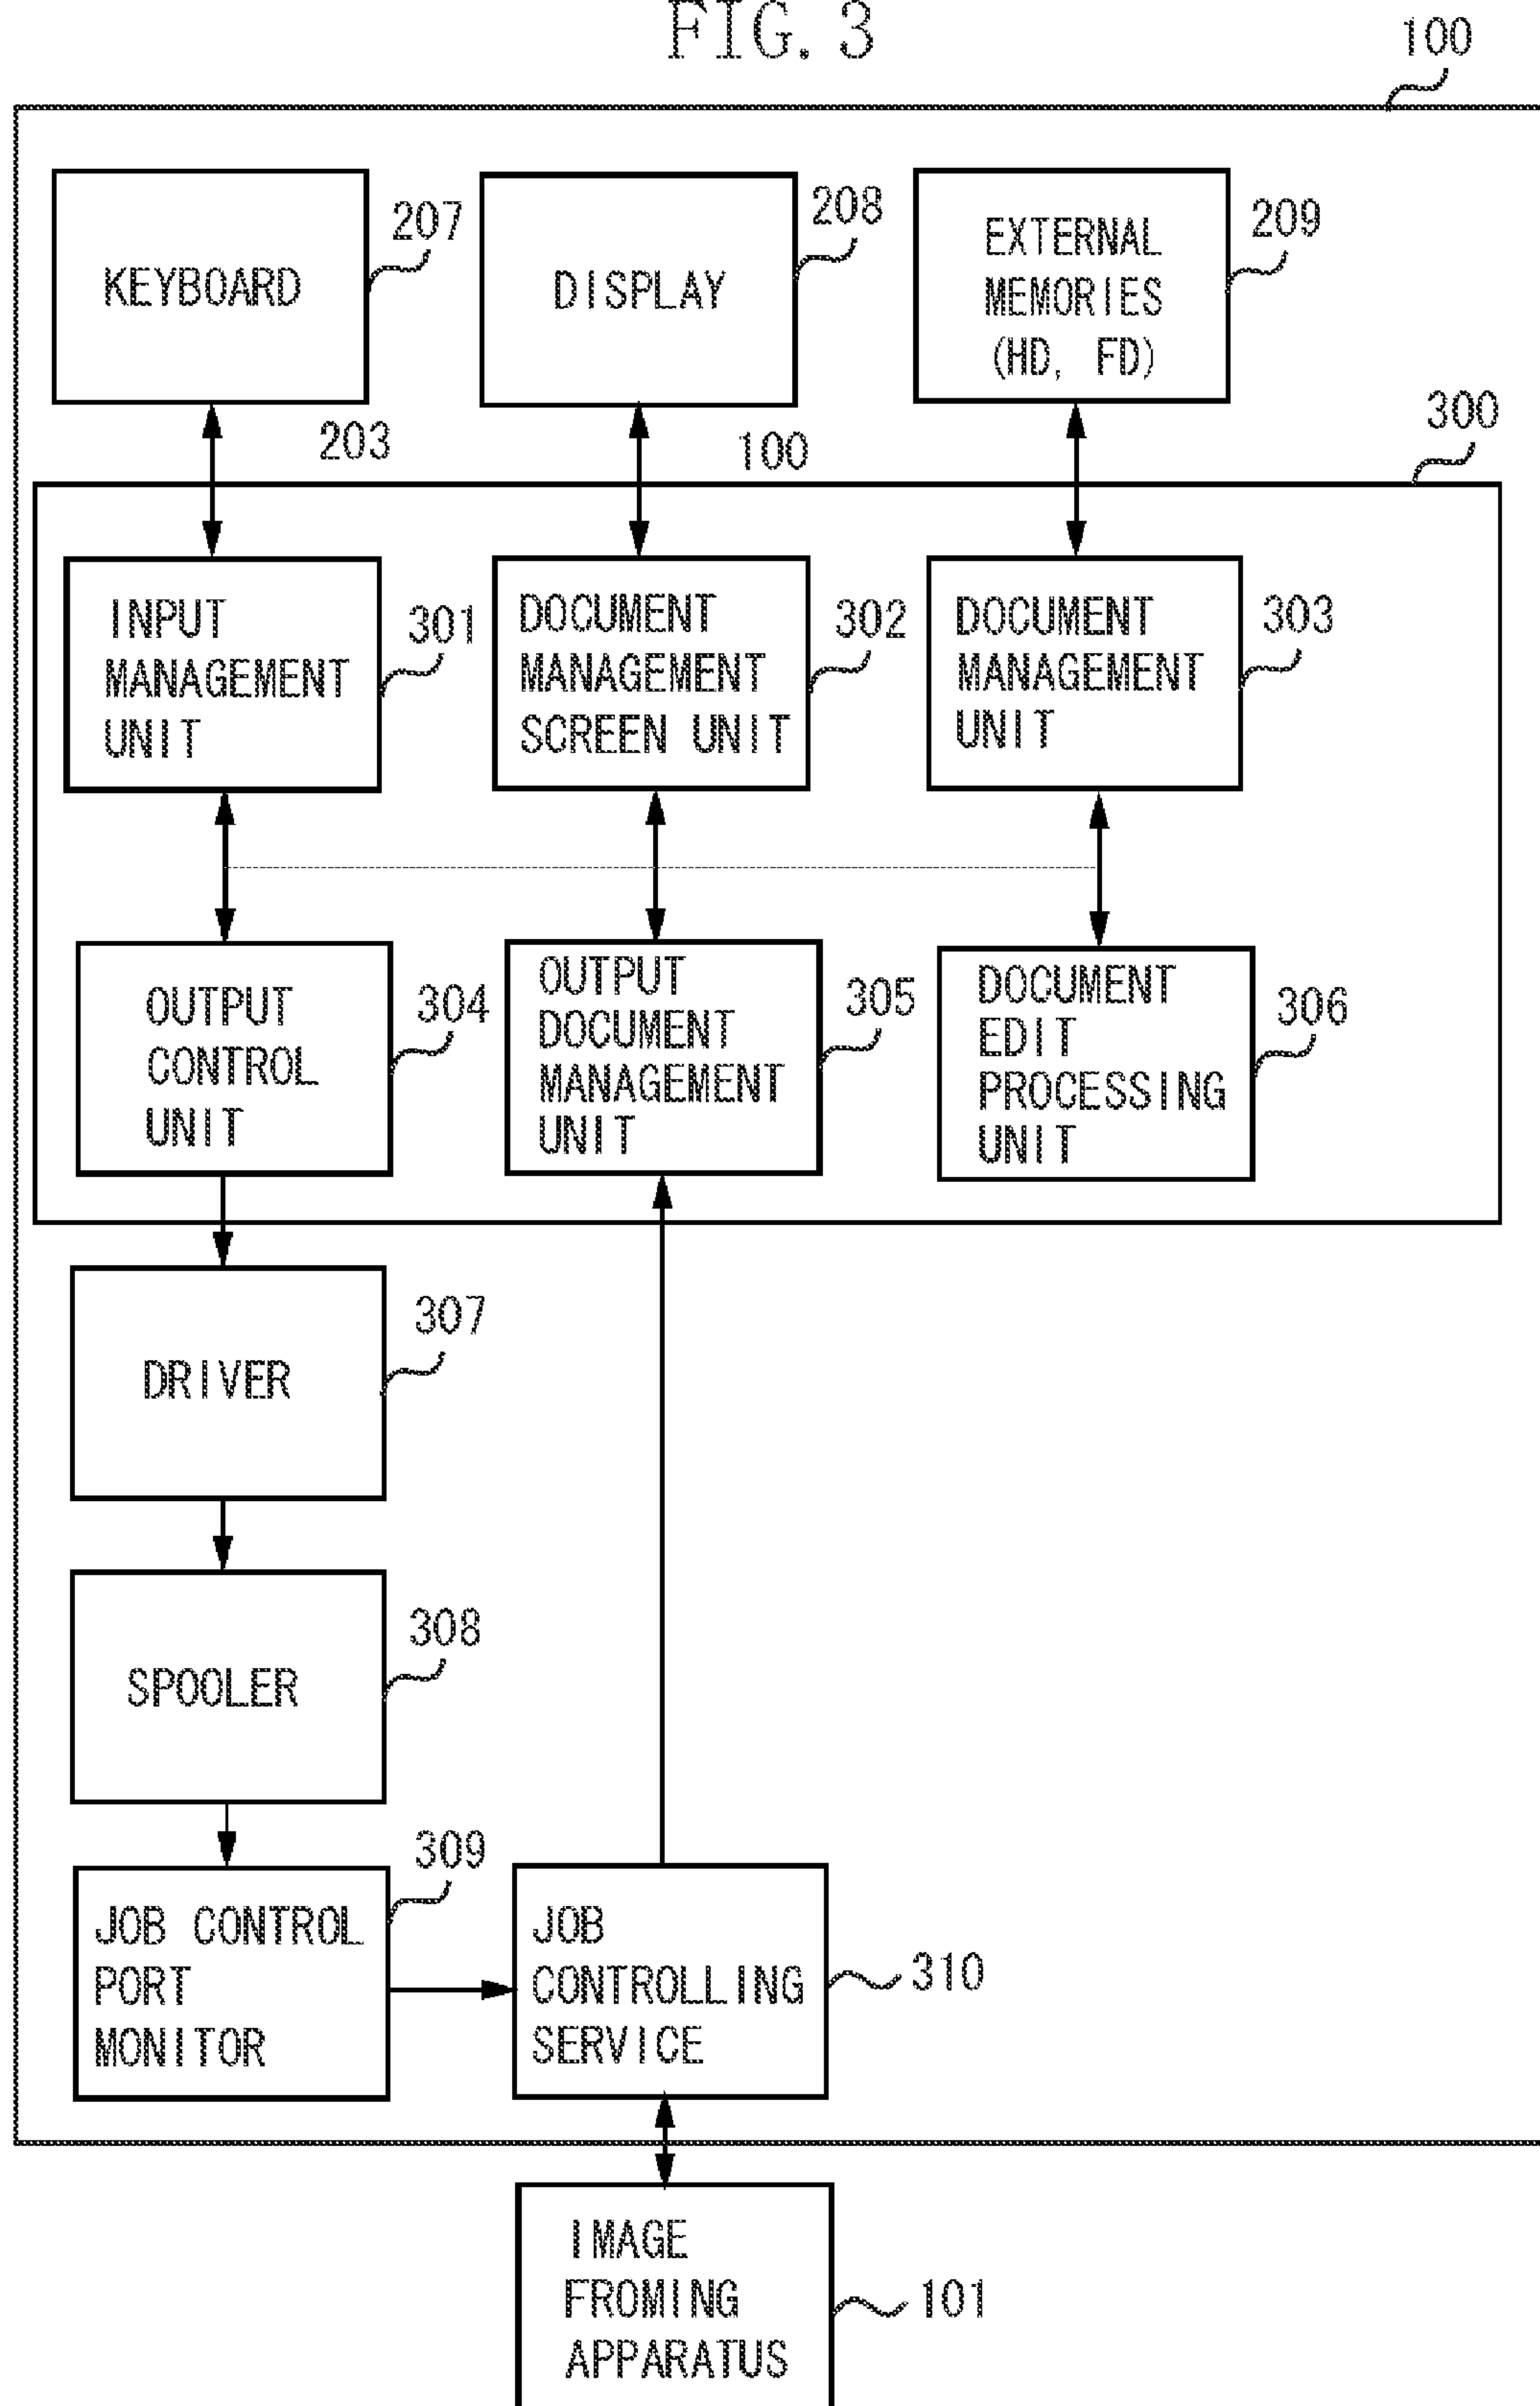 FIG. 3
100
KEYBOARD
207
DISPLAY
208
EXTERNAL
MEMORIES
(HD, FD)
209
203
100
300
INPUT
MANAGEMENT
UNIT
301
DOCUMENT
MANAGEMENT
SCREEN UNIT
302
DOCUMENT
MANAGEMENT
UNIT
303
OUTPUT
CONTROL
UNIT
304
OUTPUT
DOCUMENT
MANAGEMENT
UNIT
305
DOCUMENT
EDIT
PROCESSING
UNIT
306
DRIVER
307
SPOOLER
308
JOB CONTROL
PORT
MONITOR
309
JOB
CONTROLLING
SERVICE
310
IMAGE
FROMING
APPARATUS
101